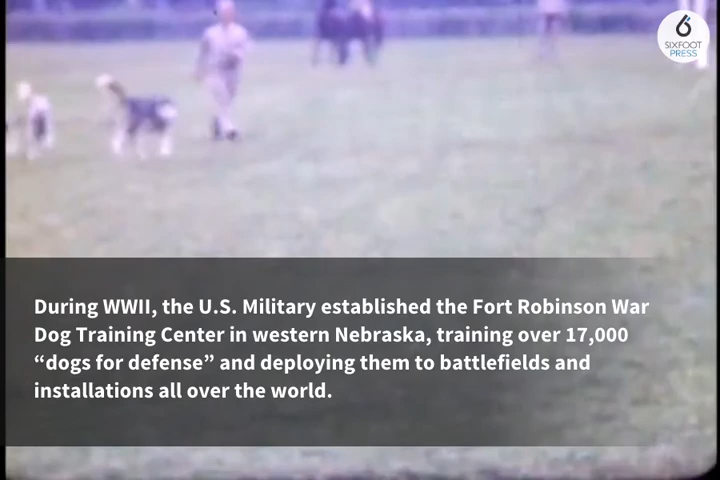 6
SIXFOOT
PRESS
During WWII, the U.S. Military established the Fort Robinson War
Dog Training Center in western Nebraska, training over 17,000
“dogs for defense” and deploying them to battlefields and
installations all over the world.